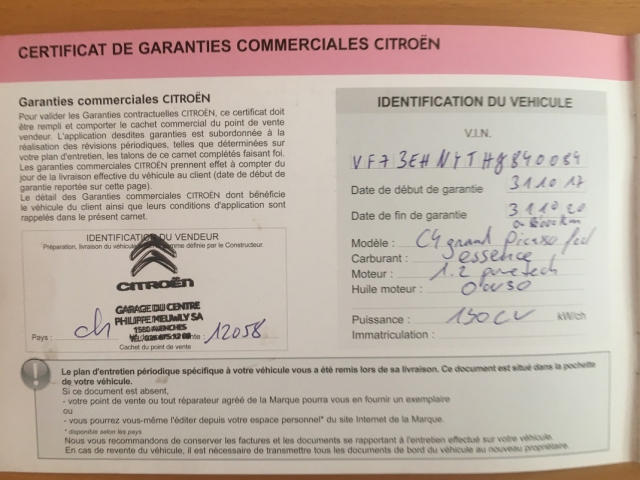 CERTIFICAT DE GARANTIES COMMERCIALES CITROËN
Garanties commerciales CITROËN
Pour valider les Garanties contractuelles CITROËN, ce certificat doit
être rempli et comporter le cachet commercial du point de vente
vendeur. L'application desdites garanties est subordonnée à la
réalisation des révisions périodiques, telles que déterminées sur
votre plan d'entretien, les talons de ce carnet complétés faisant foi.
Les garanties commerciales CITROËN prennent effet à compter du
jour de la livraison effective du véhicule au client (date de début de
garantie reportée sur cette page).
Le détail des Garanties commerciales CITROËN dont bénéficie
le véhicule client ainsi que leurs conditions d'application sont
rappelés dans le présent carnet.
IDENTIFICATION DU VENDEUR
Préparation, livraison du véhicule conforme définie par le Constructeur.
CITROËN
GARAGE DU CENTRE
PHILIPPE MEUWLY SA
1580 AVENCHES
Pays : ch vente : 12058
Cachet du point de vente
IDENTIFICATION DU VEHICULE
V.I.N.
VF73EHNYTHJ840084
Date de début de garantie 31 10 17
Date de fin de garantie 31 10 20
Modèle : C4 grand Picasso
Carburant : essence
Moteur : 1.2 puretech
Huile moteur : 0W30
Puissance : 130CV kW/ch
Immatriculation :
Le plan d'entretien périodique spécifique à votre véhicule vous a été remis lors de sa livraison. Ce document est situé dans la pochette
de votre véhicule.
Si ce document est absent,
- votre point de vente ou tout réparateur agréé de la Marque pourra vous en fournir un exemplaire
ou
- vous pourrez vous-même l'éditer depuis votre espace personnel* du site Internet de la Marque.
* disponible selon les pays
Nous vous recommandons de conserver les factures et les documents se rapportant à l'entretien effectué sur votre véhicule.
En cas de revente du véhicule, il est nécessaire de transmettre tous les documents de bord du véhicule au nouveau propriétaire.